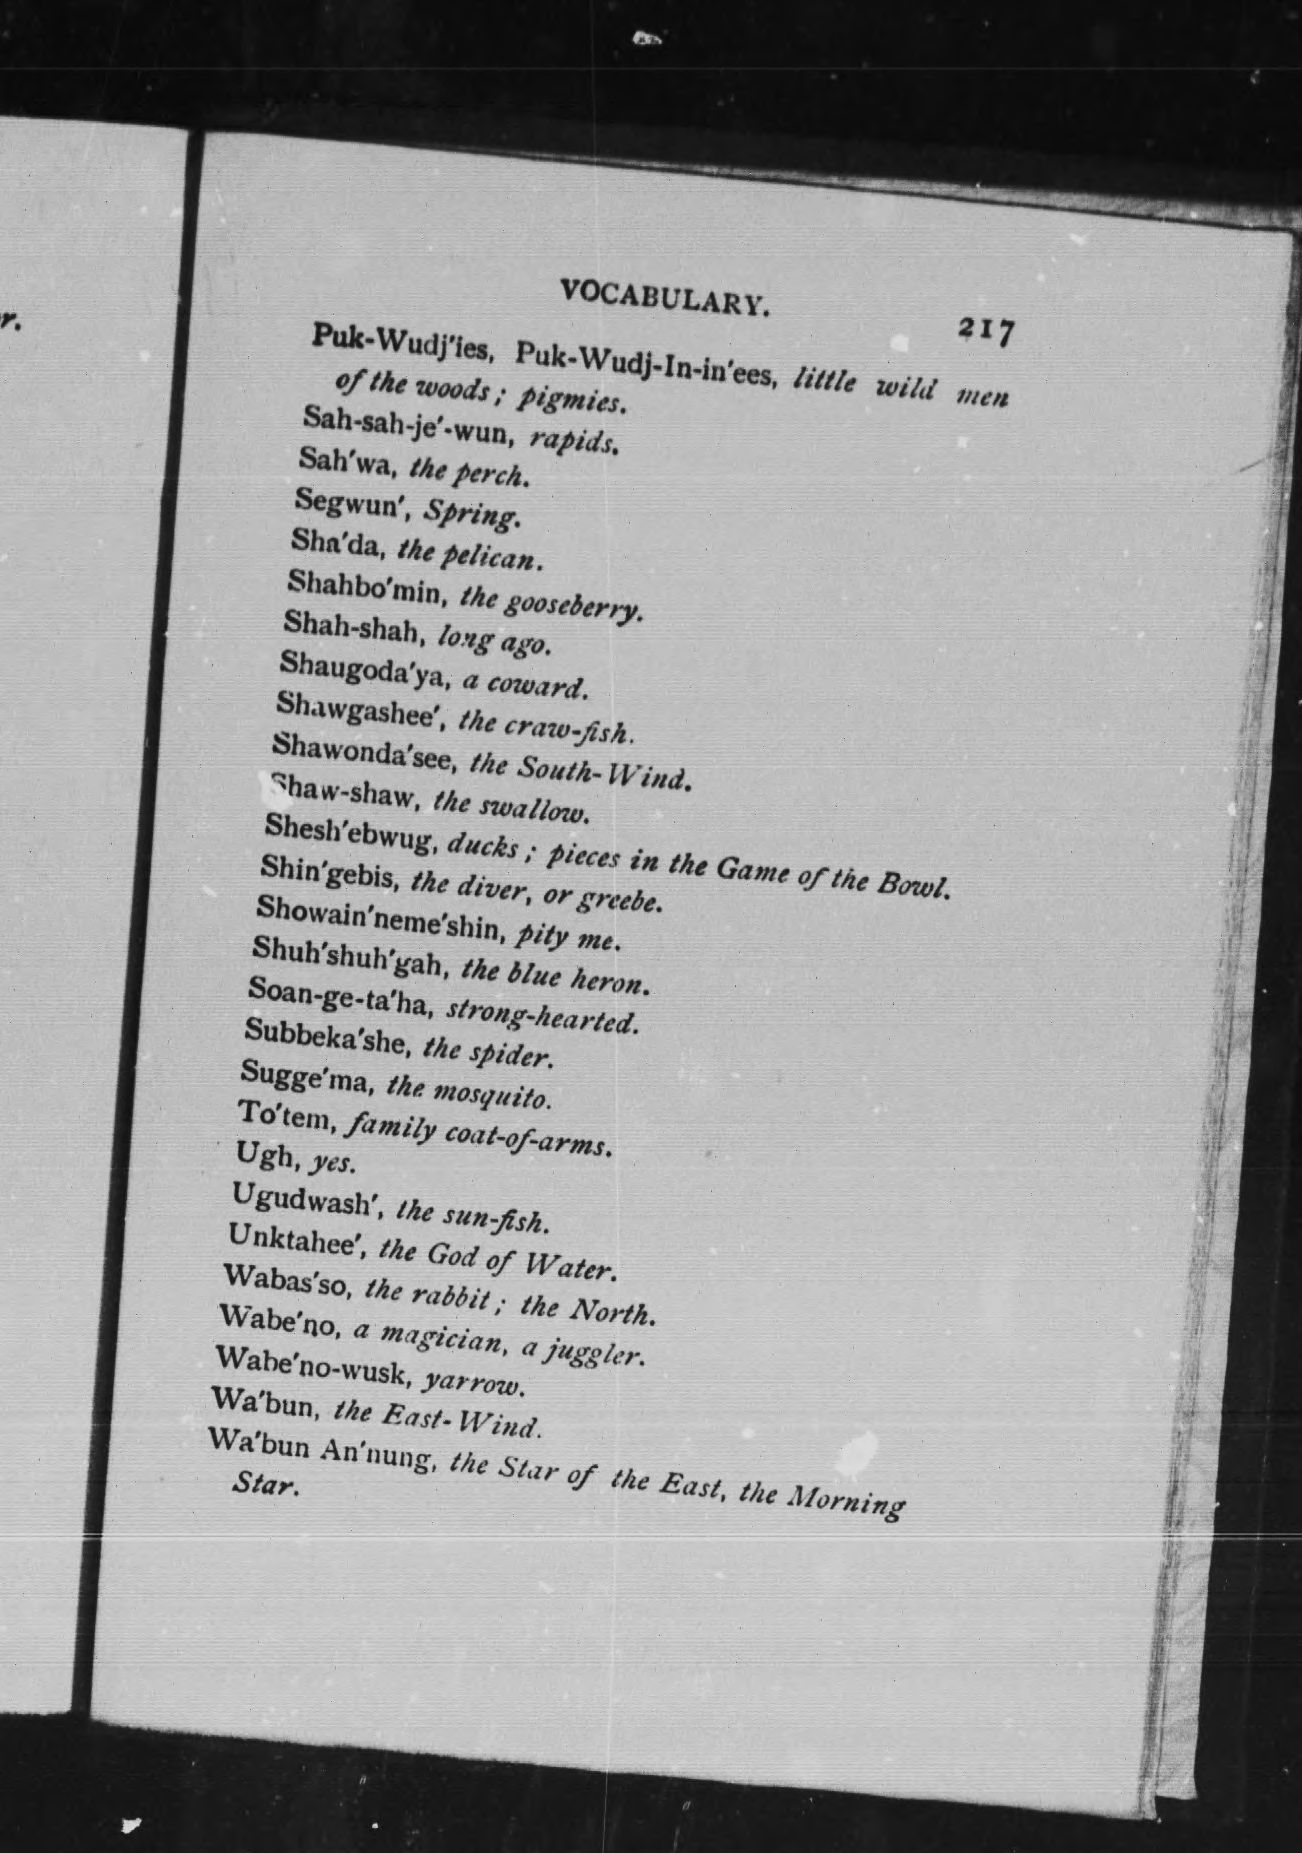 r.
VOCABULARY.
217
Puk-Wudj'ies, Puk-Wudj-In-in'ees, little wild men
of the woods; pigmies.
Sah-sah-je'-wun, rapids.
Sah'wa, the perch.
Segwun', Spring.
Sha'da, the pelican.
Shahbo'min, the gooseberry.
Shah-shah, long ago.
Shaugoda'ya, a coward.
Shawgashee', the craw-fish.
Shawonda'see, the South-Wind.
Shaw-shaw, the swallow.
Shesh'ebwug, ducks; pieces in the Game of the Bowl.
Shin'gebis, the diver, or greebe.
Showain'neme'shin, pity me.
Shuh'shuh'gah, the blue heron.
Soan-ge-ta'ha, strong-hearted.
Subbeka'she, the spider.
Sugge'ma, the mosquito.
To'tem, family coat-of-arms.
Ugh, yes.
Ugudwash', the sun-fish.
Unktahee', the God of Water.
Wabas'so, the rabbit; the North.
Wabe'no, a magician, a juggler.
Wabe'no-wusk, yarrow.
Wa'bun, the East-Wind.
Wa'bun An'nung, the Star of the East, the Morning
Star.